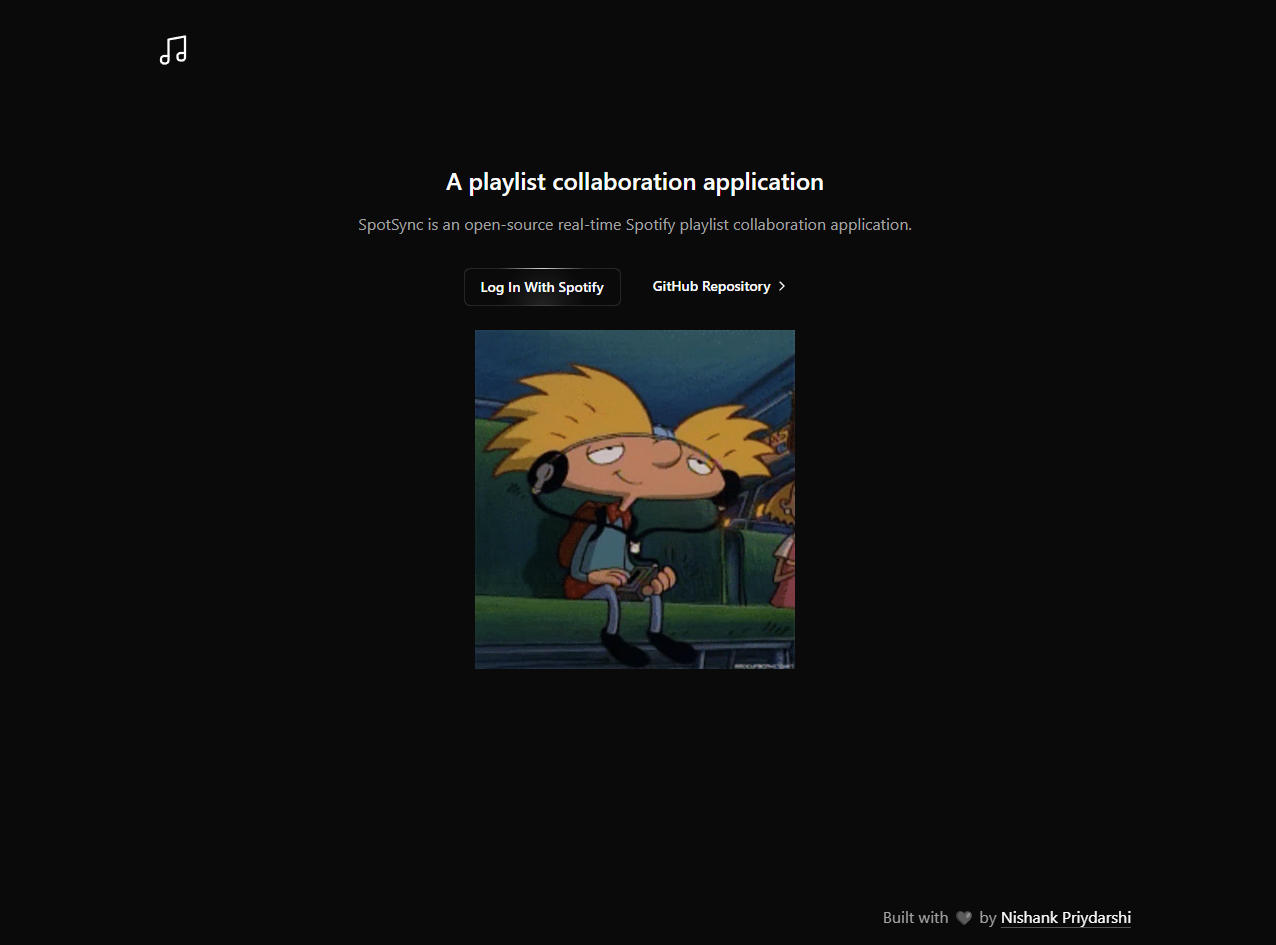 A playlist collaboration application
SpotSync is an open-source real-time Spotify playlist collaboration application.
Log In With Spotify
GitHub Repository
Built with 🖤 by Nishank Priydarshi